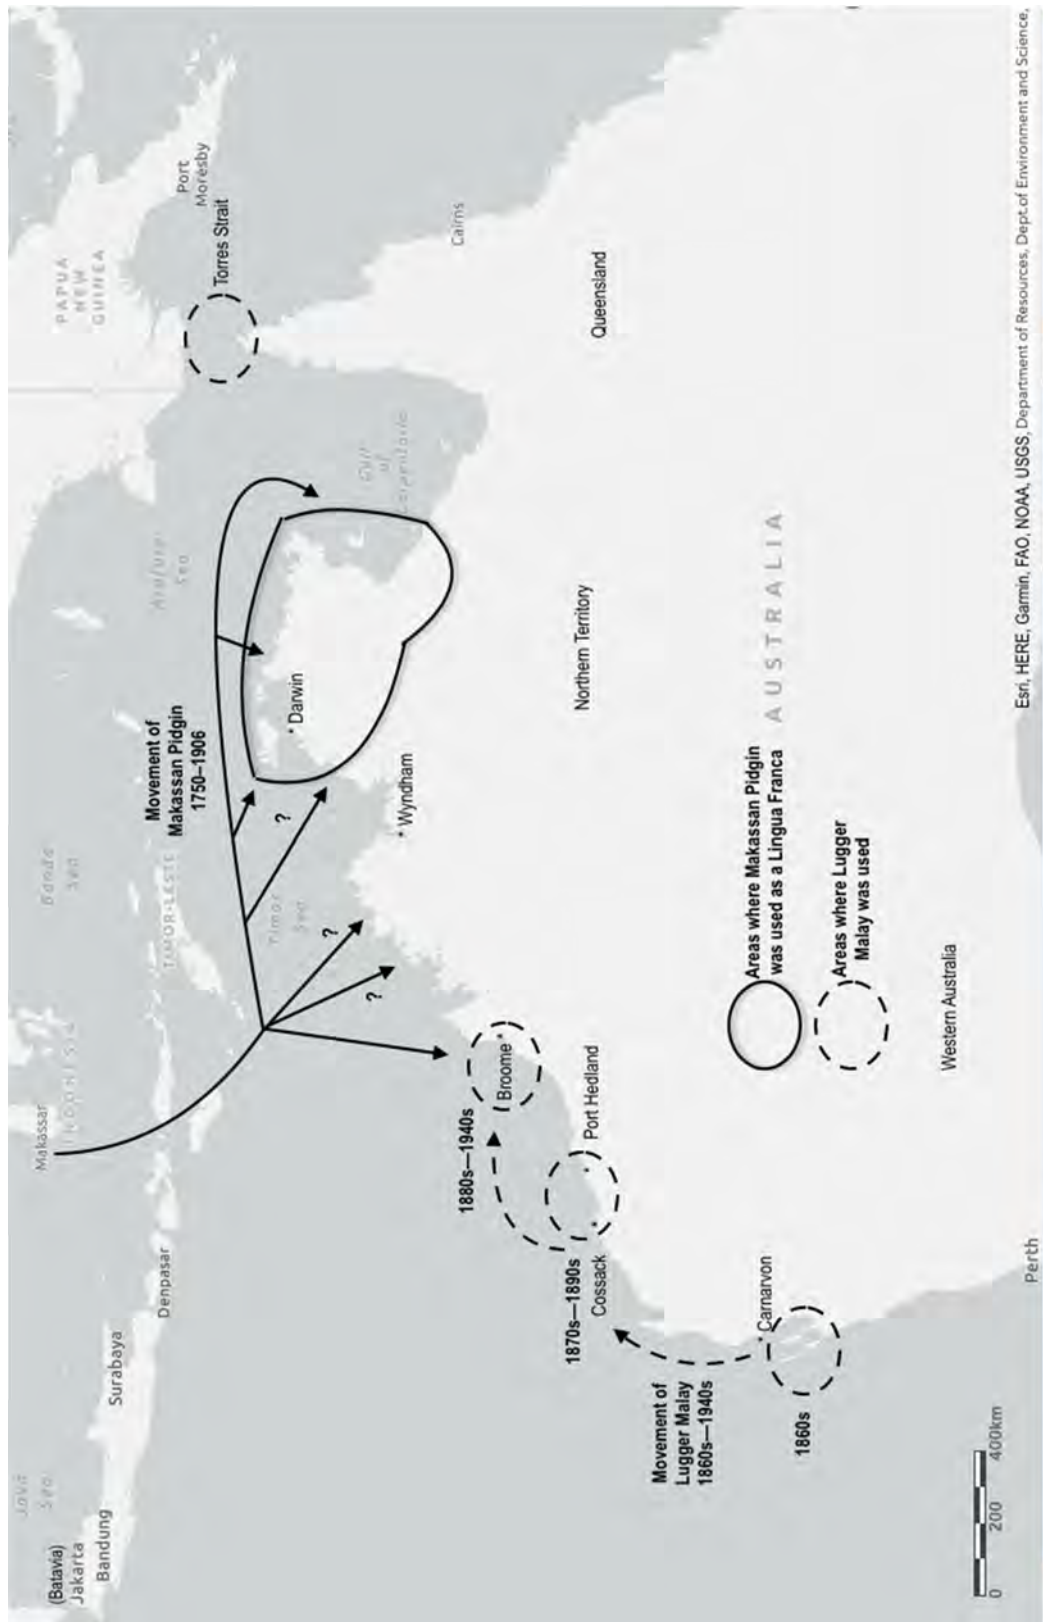 Java
Sea
(Batavia)
Jakarta
Bandung
Surabaya
Denpasar
Makassar
INDONESIA
Banda
Sea
TIMOR-LESTE
Movement of
Makassan Pidgin
1750–1906
Arafura
Sea
PAPUA
NEW
GUINEA
Port
Moresby
Torres Strait
Timor
Sea
?
?
?
* Darwin
* Wyndham
Gulf
of
Carpentaria
Cairns
1880s—1940s
Broome *
Port Hedland
1870s—1890s
Cossack
Movement of
Lugger Malay
1860s—1940s
1860s
* Carnarvon
Northern Territory
Queensland
AUSTRALIA
Areas where Makassan Pidgin
was used as a Lingua Franca
Areas where Lugger
Malay was used
Western Australia
Perth
0 200 400km
Esri, HERE, Garmin, FAO, NOAA, USGS, Department of Resources, Dept.of Environment and Science,